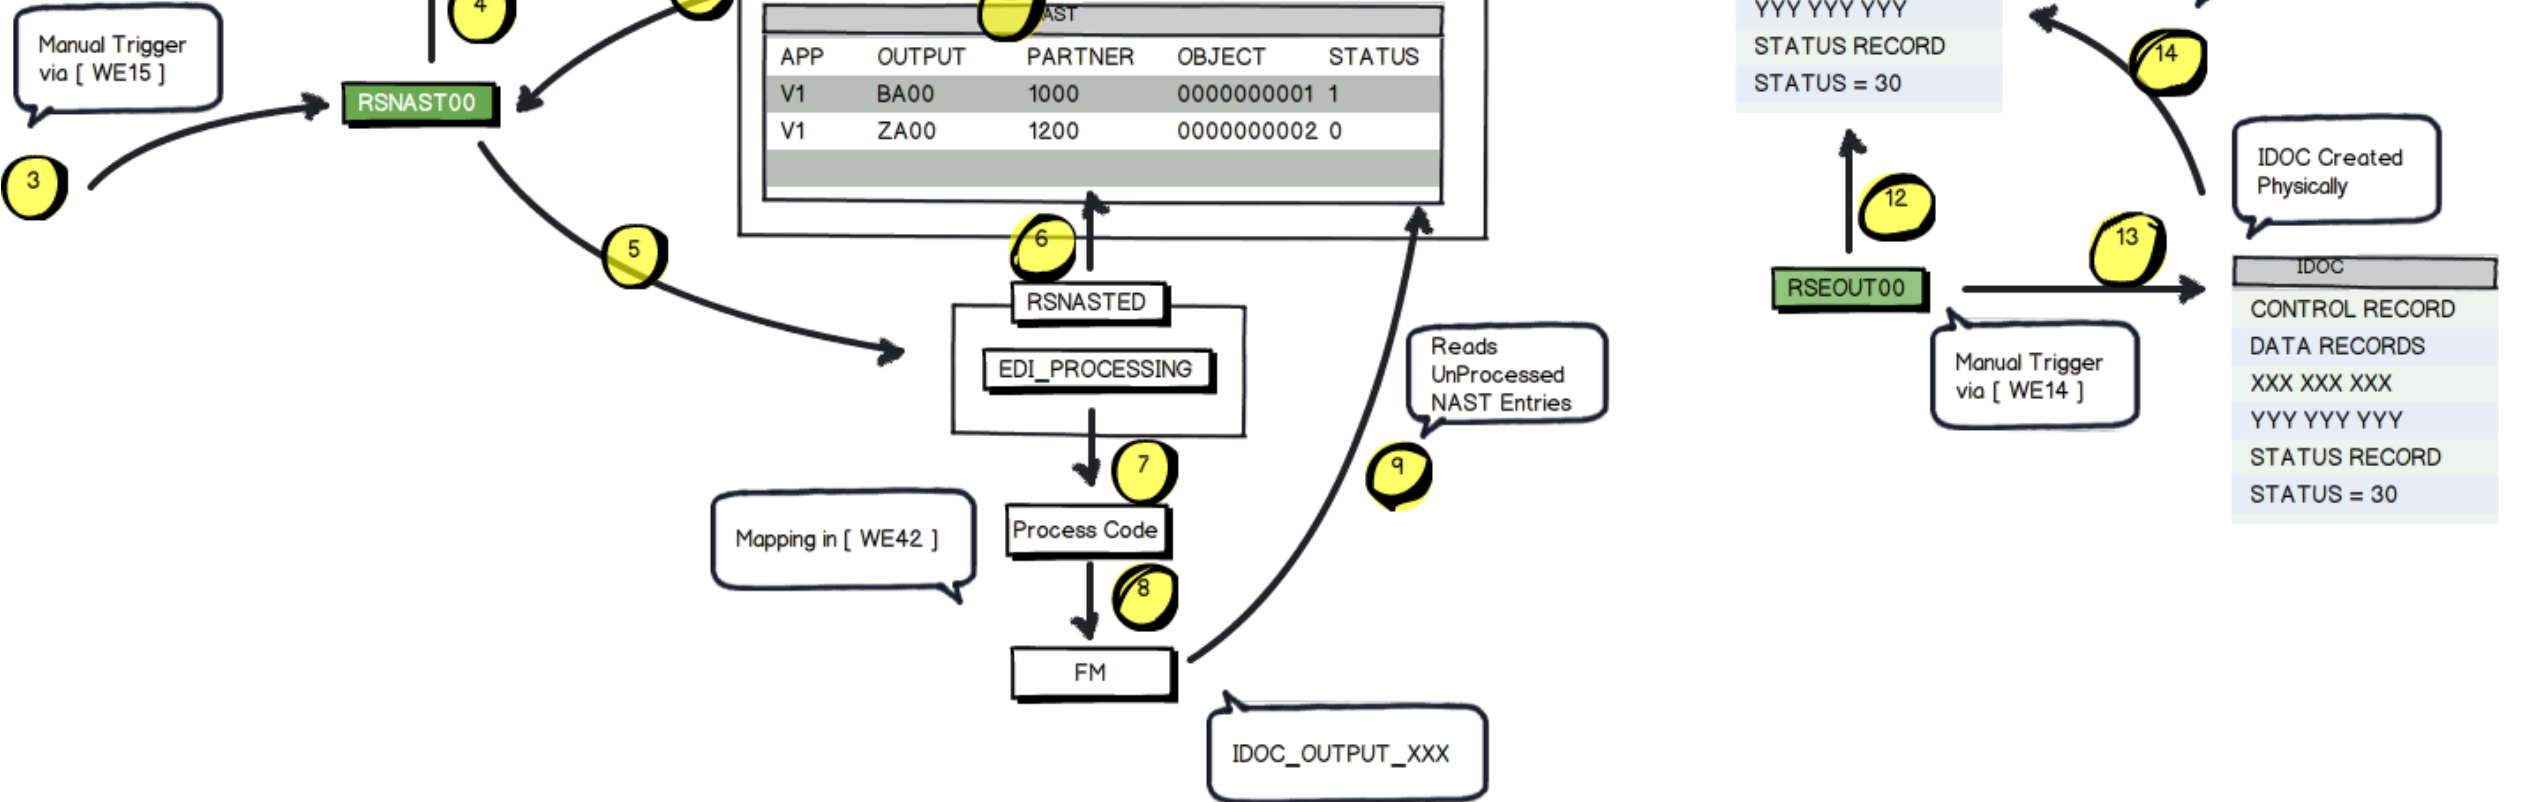 4
AST
YYY YYY YYY
STATUS RECORD
STATUS = 30
14
Manual Trigger
via [ WE15 ]
RSNAST00
APP OUTPUT PARTNER OBJECT STATUS
V1 BA00 1000 0000000001 1
V1 ZA00 1200 0000000002 0
3
5
6
RSNASTED
EDI_PROCESSING
7
Mapping in [ WE42 ]
Process Code
8
FM
IDOC_OUTPUT_XXX
Reads
UnProcessed
NAST Entries
9
12
RSEOUT00
13
Manual Trigger
via [ WE14 ]
IDOC Created
Physically
IDOC
CONTROL RECORD
DATA RECORDS
XXX XXX XXX
YYY YYY YYY
STATUS RECORD
STATUS = 30